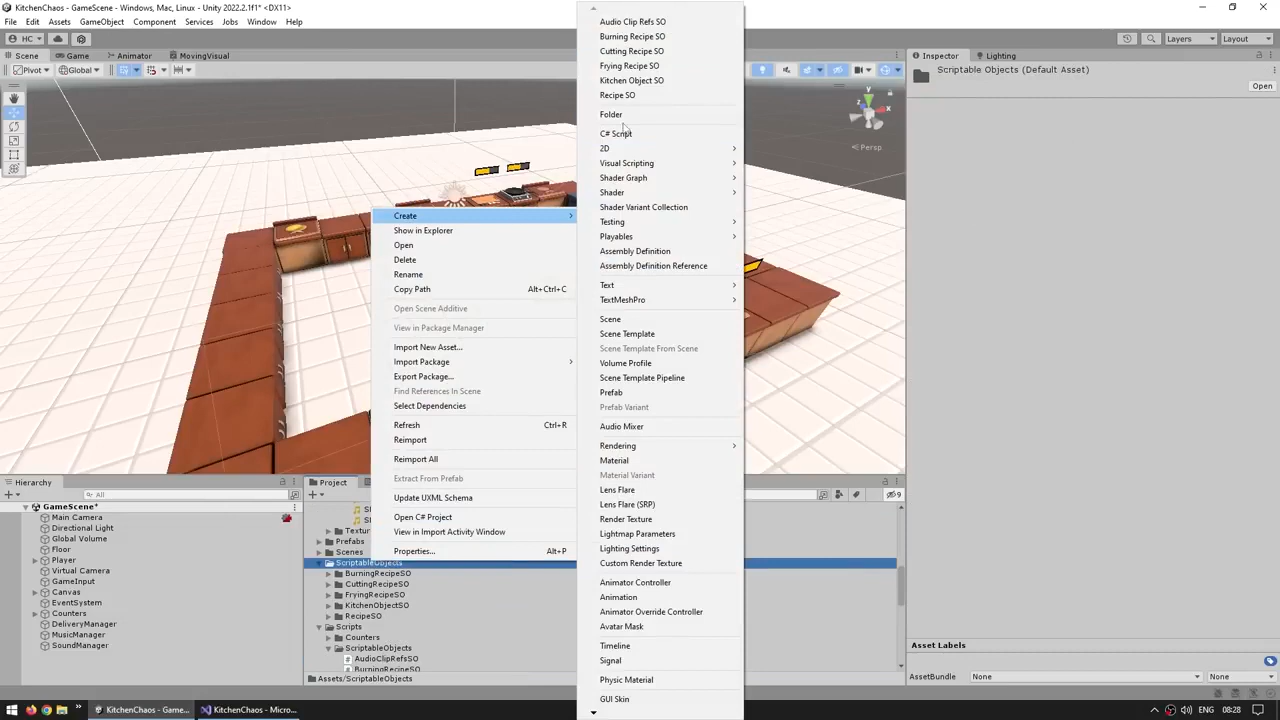 KitchenChaos - GameScene - Windows, Mac, Linux - Unity 2022.2.1f1* <DX11>
File Edit Assets GameObject Component Services Jobs Window Help
HC Layers Layout
Scene Game Animator MovingVisual
Pivot Global
Persp
Inspector Lighting
Scriptable Objects (Default Asset)
Open
Asset Labels
AssetBundle None None
Create
Show in Explorer
Open
Delete
Rename
Copy Path Alt+Ctrl+C
Open Scene Additive
View in Package Manager
Import New Asset...
Import Package
Export Package...
Find References In Scene
Select Dependencies
Refresh Ctrl+R
Reimport
Reimport All
Extract From Prefab
Update UXML Schema
Open C# Project
View in Import Activity Window
Properties... Alt+P
Audio Clip Refs SO
Burning Recipe SO
Cutting Recipe SO
Frying Recipe SO
Kitchen Object SO
Recipe SO
Folder
C# Script
2D
Visual Scripting
Shader Graph
Shader
Shader Variant Collection
Testing
Playables
Assembly Definition
Assembly Definition Reference
Text
TextMeshPro
Scene
Scene Template
Scene Template From Scene
Volume Profile
Scene Template Pipeline
Prefab
Prefab Variant
Audio Mixer
Rendering
Material
Material Variant
Lens Flare
Lens Flare (SRP)
Render Texture
Lightmap Parameters
Lighting Settings
Custom Render Texture
Animator Controller
Animation
Animator Override Controller
Avatar Mask
Timeline
Signal
Physic Material
GUI Skin
Hierarchy
All
GameScene*
Main Camera
Directional Light
Global Volume
Floor
Player
Virtual Camera
GameInput
Canvas
EventSystem
Counters
DeliveryManager
MusicManager
SoundManager
Project
9
Prefabs
Scenes
ScriptableObjects
BurningRecipeSO
CuttingRecipeSO
FryingRecipeSO
KitchenObjectSO
RecipeSO
Scripts
Counters
ScriptableObjects
AudioClipRefsSO
BurningRecipeSO
Assets/ScriptableObjects
KitchenChaos - Game...
KitchenChaos - Micro...
08:28